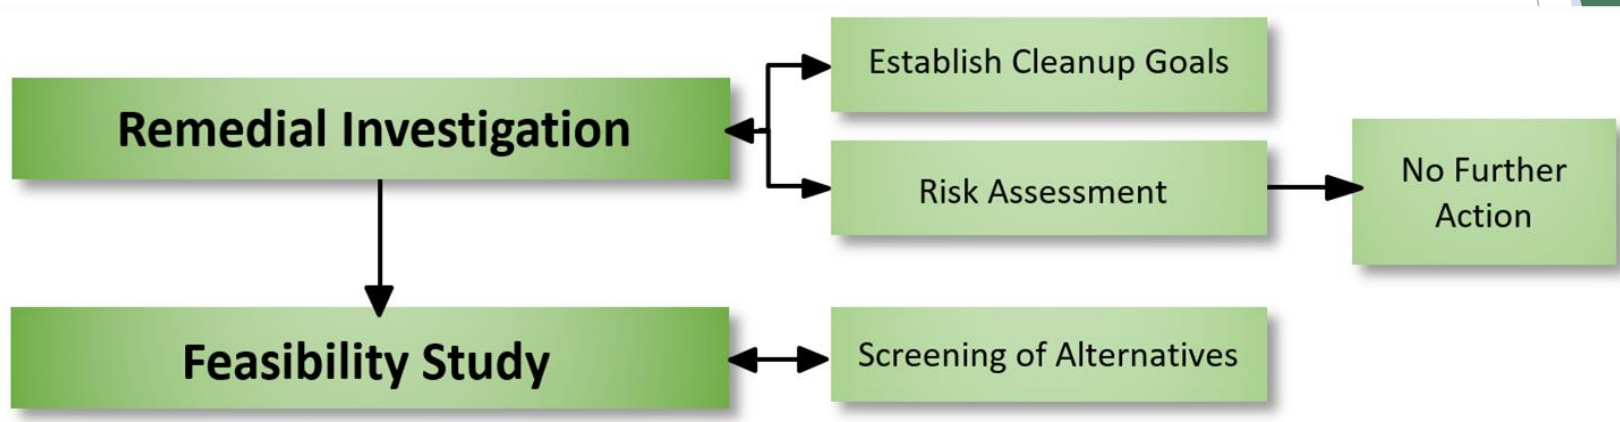 Establish Cleanup Goals
Remedial Investigation
Risk Assessment
No Further
Action
Feasibility Study
Screening of Alternatives